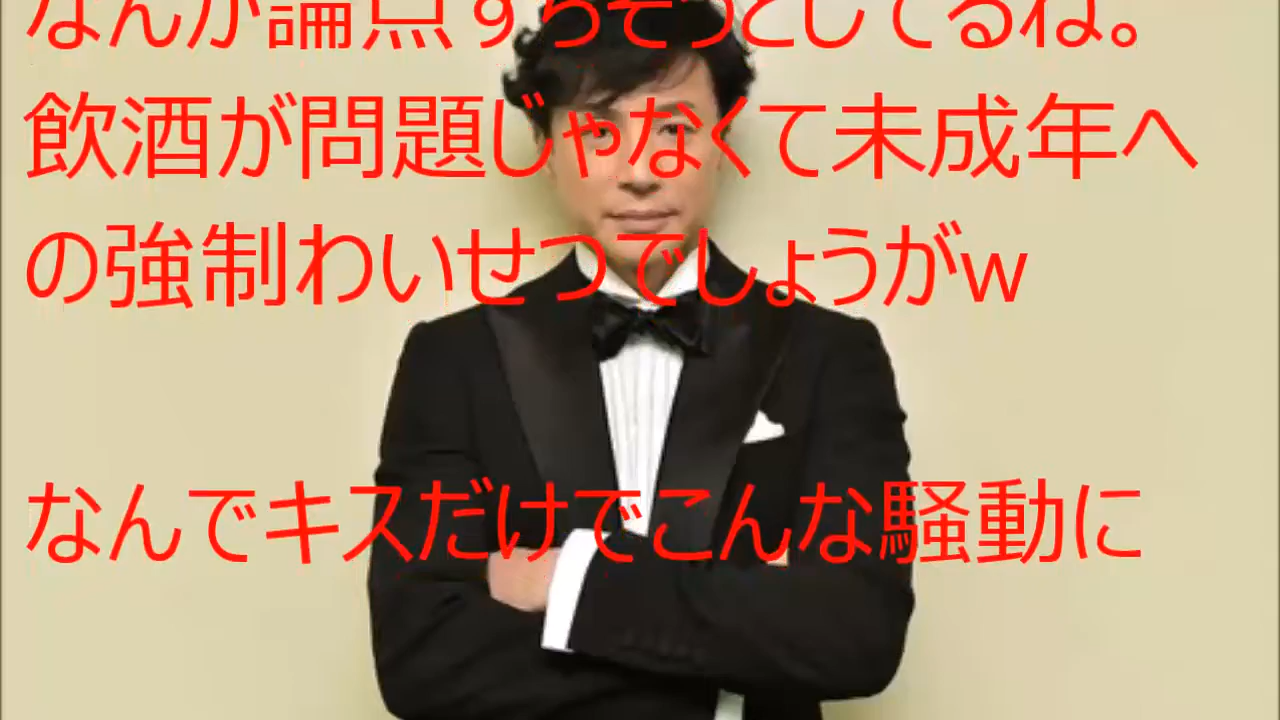 なんか論点すらそうとしてるね。
飲酒が問題じゃなくて未成年へ
の強制わいせつでしょうがw
なんでキスだけでこんな騒動に